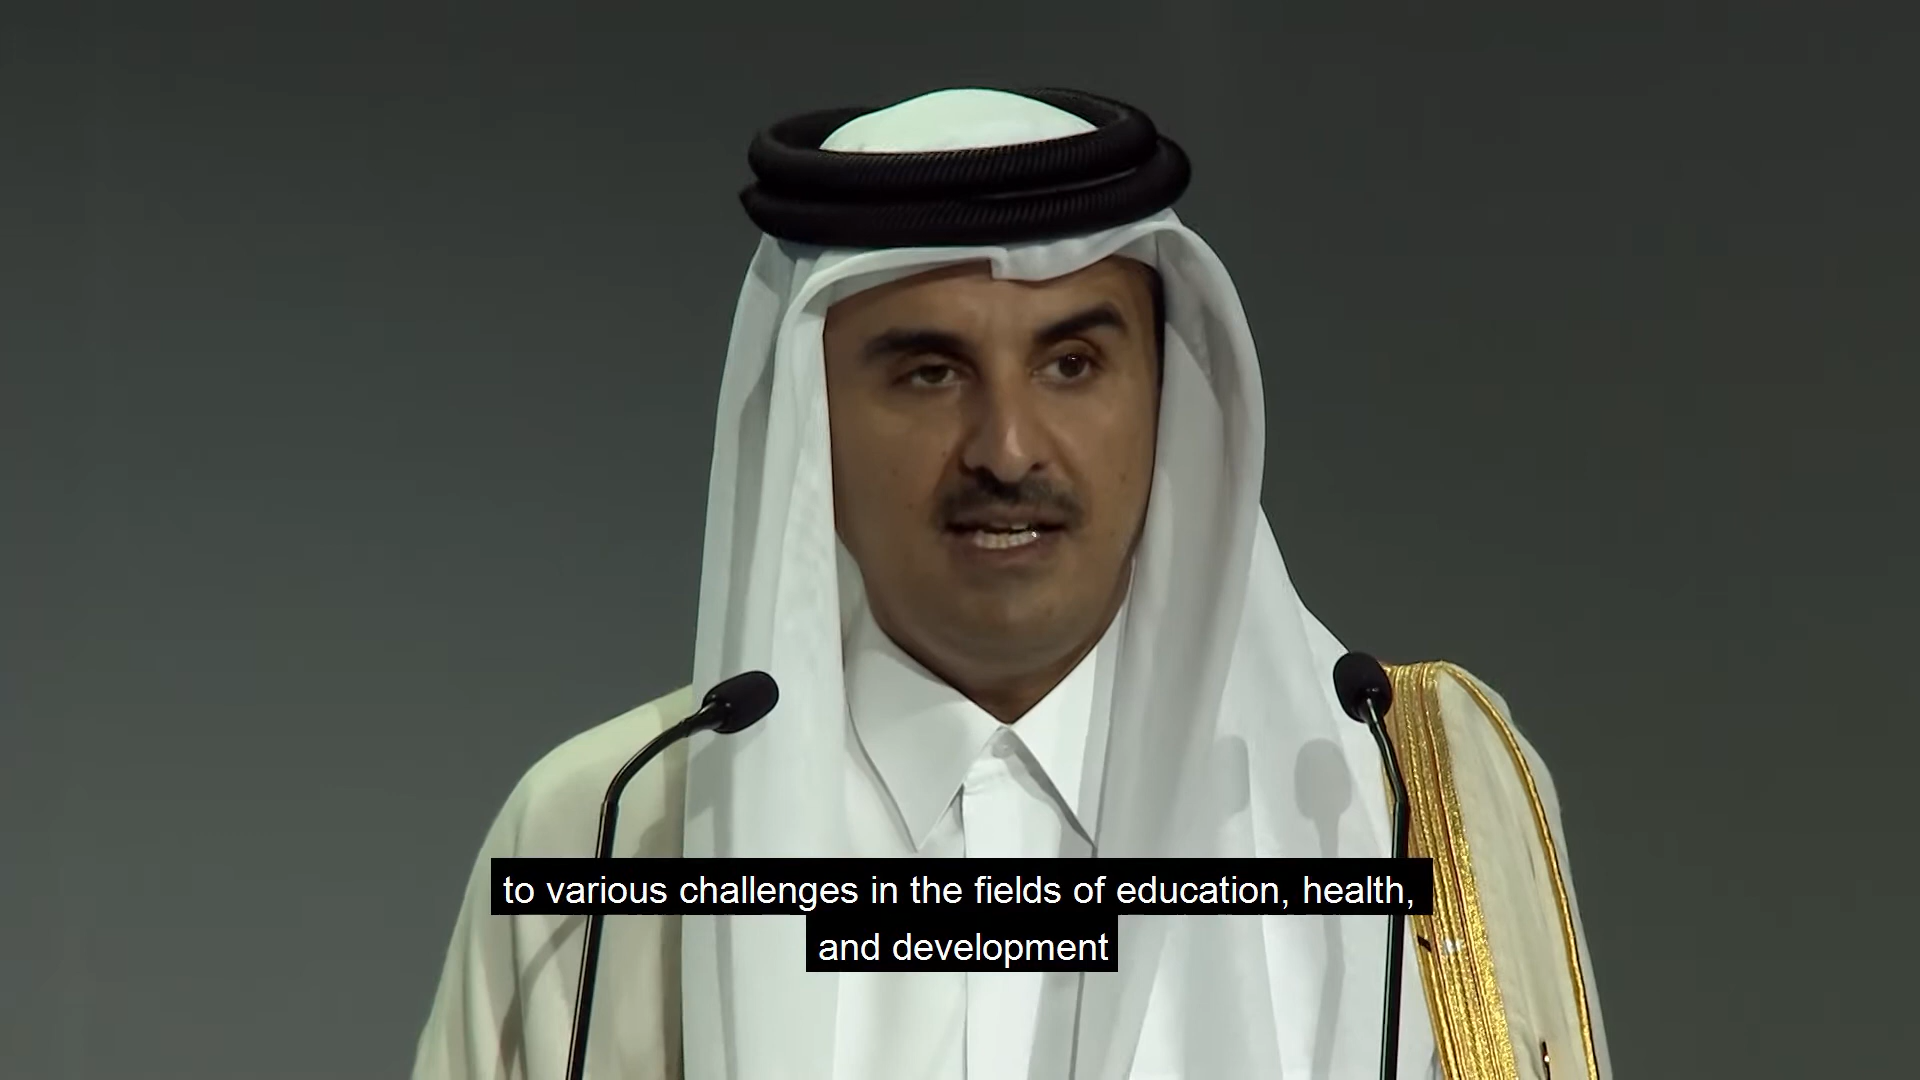 to various challenges in the fields of education, health,
and development